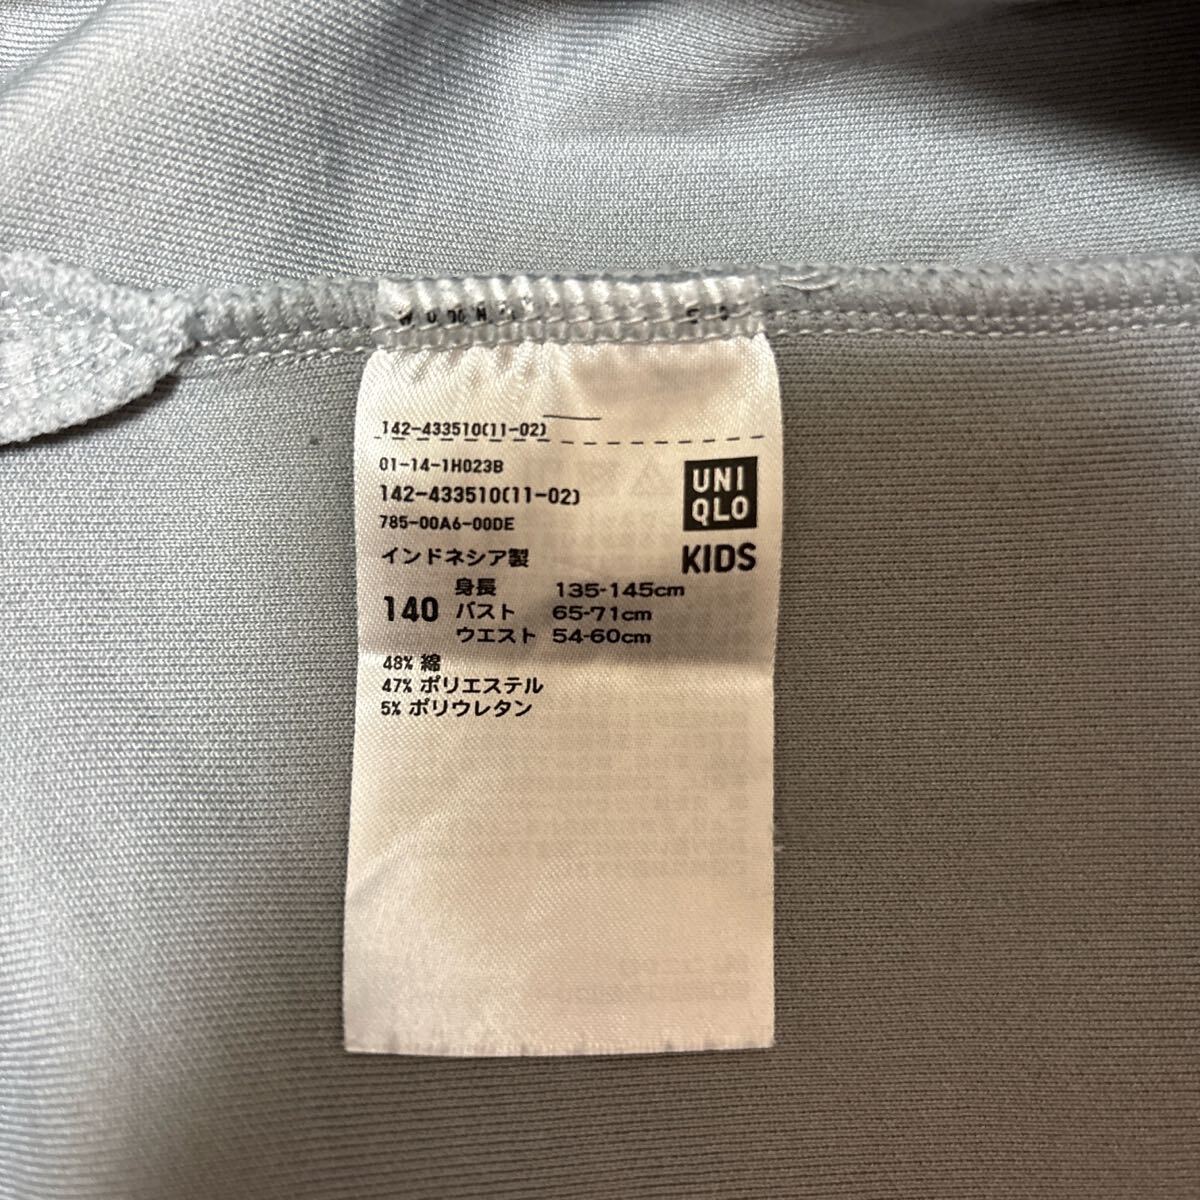 142-433510(11-02)
01-14-1H023B
142-433510(11-02)
785-00A6-00DE
UNI
QLO
KIDS
インドネシア製
140
身長 135-145cm
バスト 65-71cm
ウエスト 54-60cm
48% 綿
47% ポリエステル
5% ポリウレタン